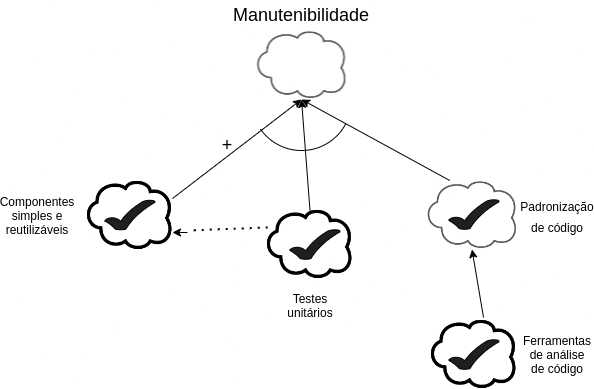 Manutenibilidade
+
Componentes
simples e
reutilizáveis
Padronização
de código
Testes
unitários
Ferramentas
de análise
de código